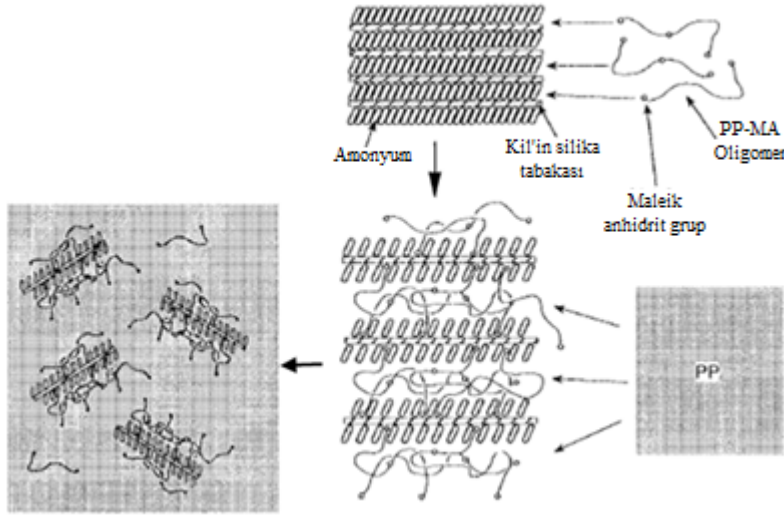 Amonyum
Kil'in silika
tabakası
PP-MA
Oligomer
Maleik
anhidrit grup
PP